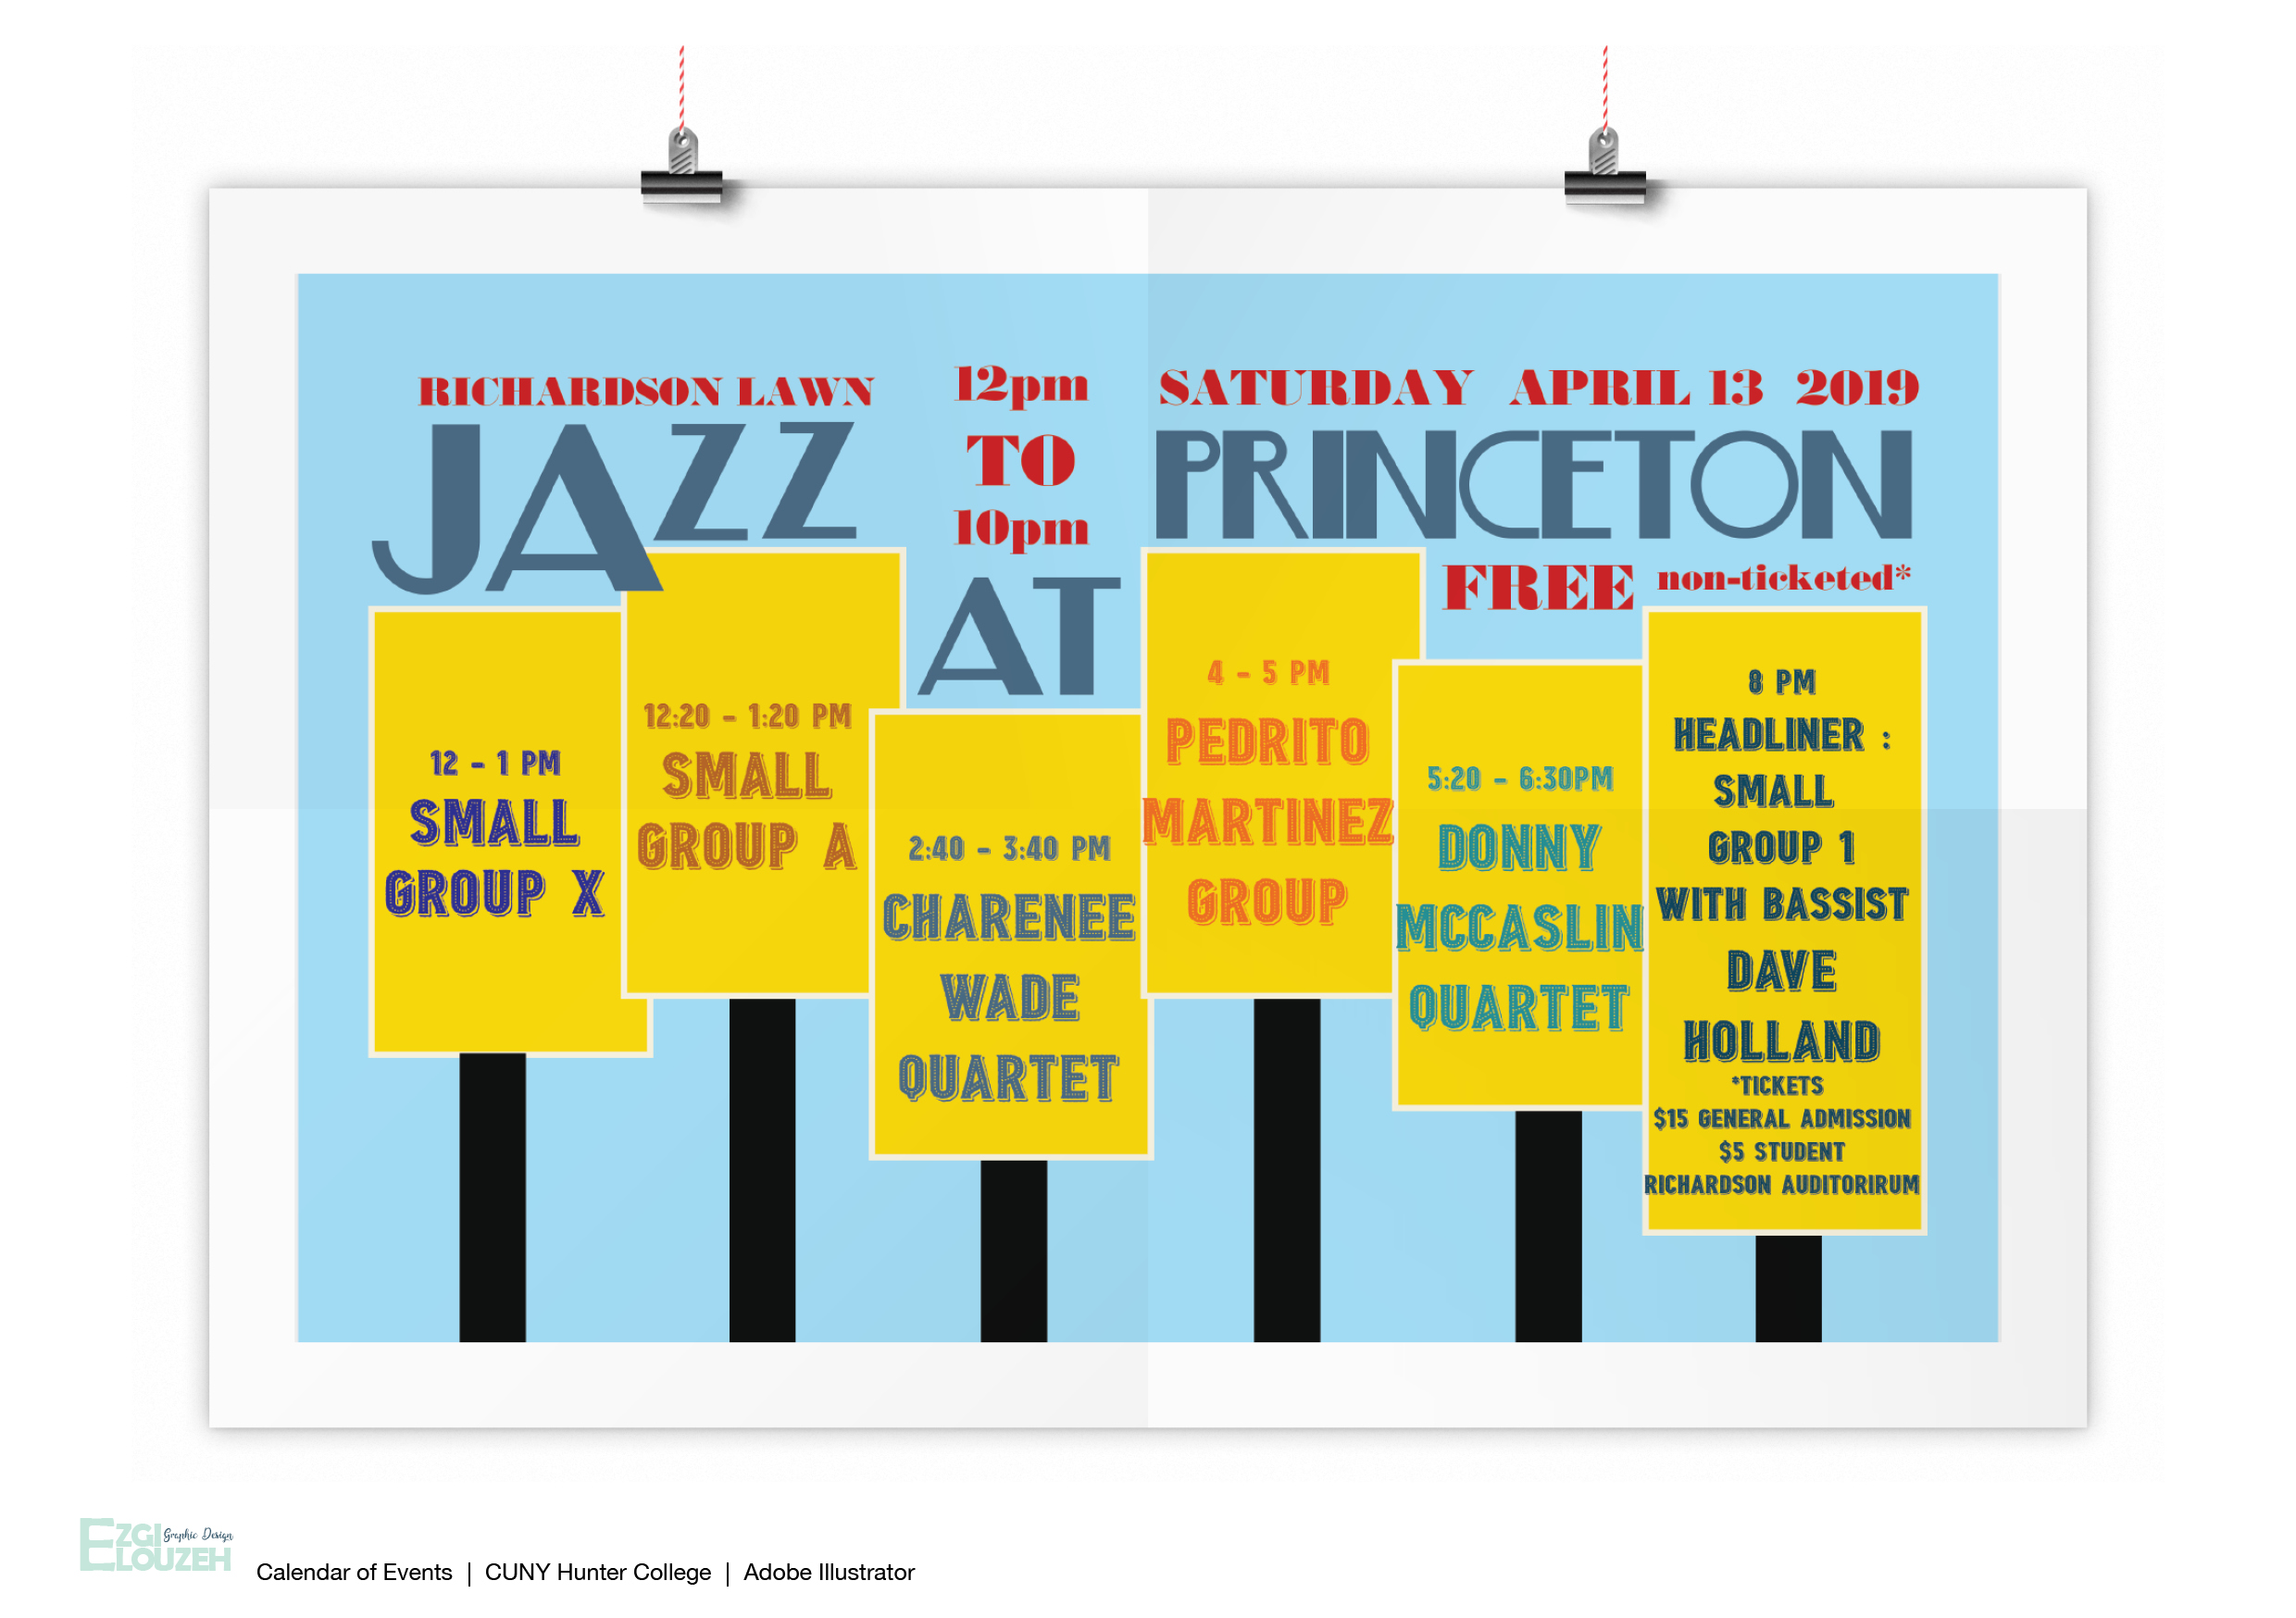 RICHARDSON LAWN
12pm
TO
10pm
SATURDAY APRIL 13 2019
JAZZ
AT
PRINCETON
FREE non-ticketed*
12 - 1 PM
SMALL
GROUP X
12:20 - 1:20 PM
SMALL
GROUP A
2:40 - 3:40 PM
CHARENEE
WADE
QUARTET
4 - 5 PM
PEDRITO
MARTINEZ
GROUP
5:20 - 6:30PM
DONNY
MCCASLIN
QUARTET
8 PM
HEADLINER :
SMALL
GROUP 1
WITH BASSIST
DAVE
HOLLAND
*TICKETS
$15 GENERAL ADMISSION
$5 STUDENT
RICHARDSON AUDITORIRUM
EZGI Graphic Design
ELOUZEH
Calendar of Events | CUNY Hunter College | Adobe Illustrator